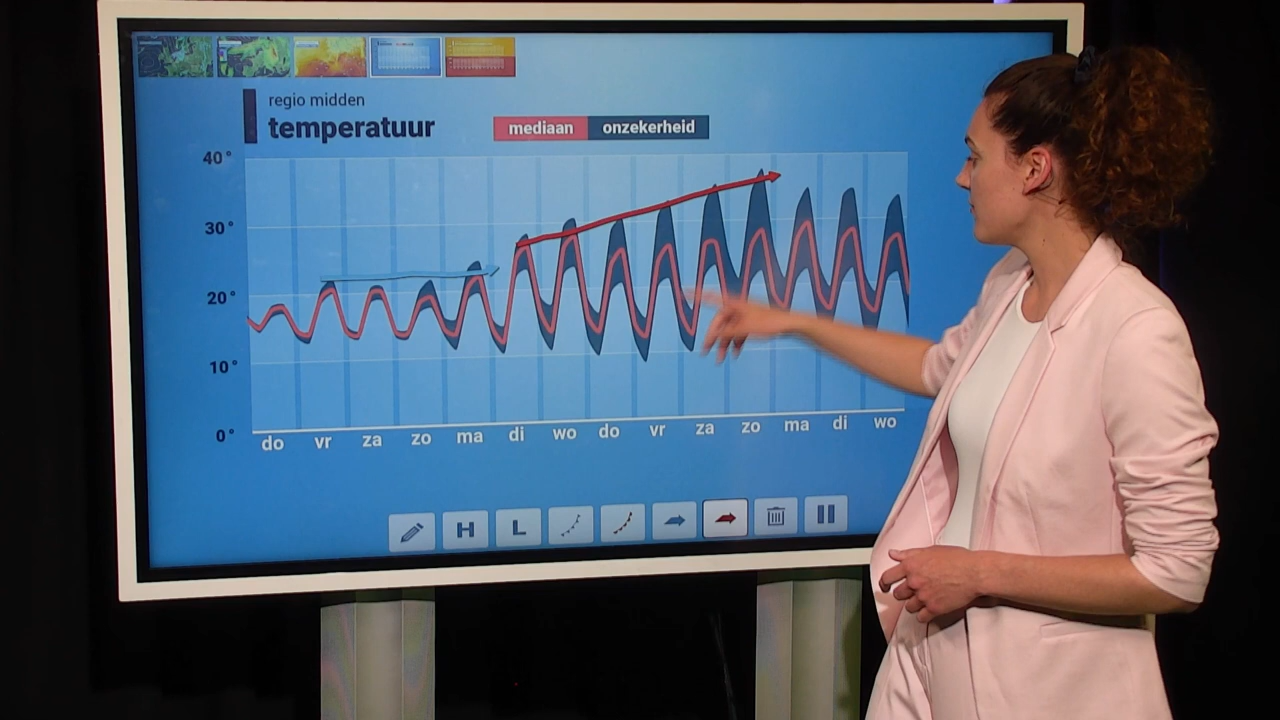 regio midden
temperatuur
mediaan onzekerheid
40°
30°
20°
10°
0°
do vr za zo ma di wo do vr za zo ma di wo
H L